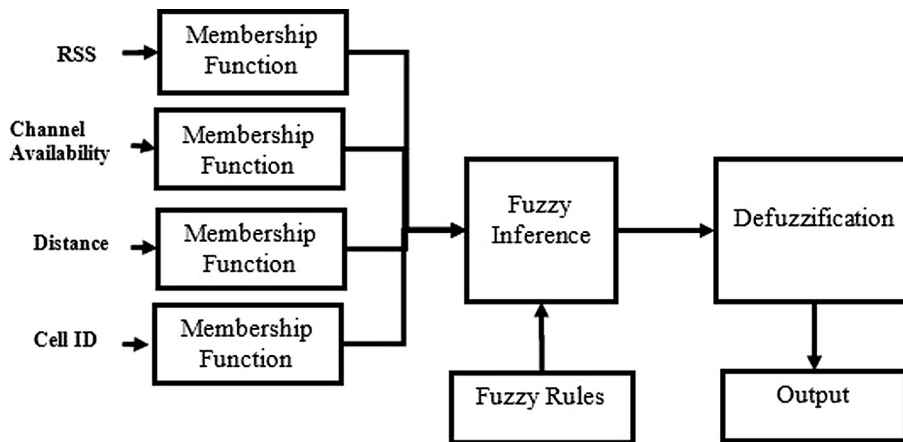 RSS
Membership
Function
Channel
Availability
Membership
Function
Distance
Membership
Function
Cell ID
Membership
Function
Fuzzy
Inference
Fuzzy Rules
Defuzzification
Output